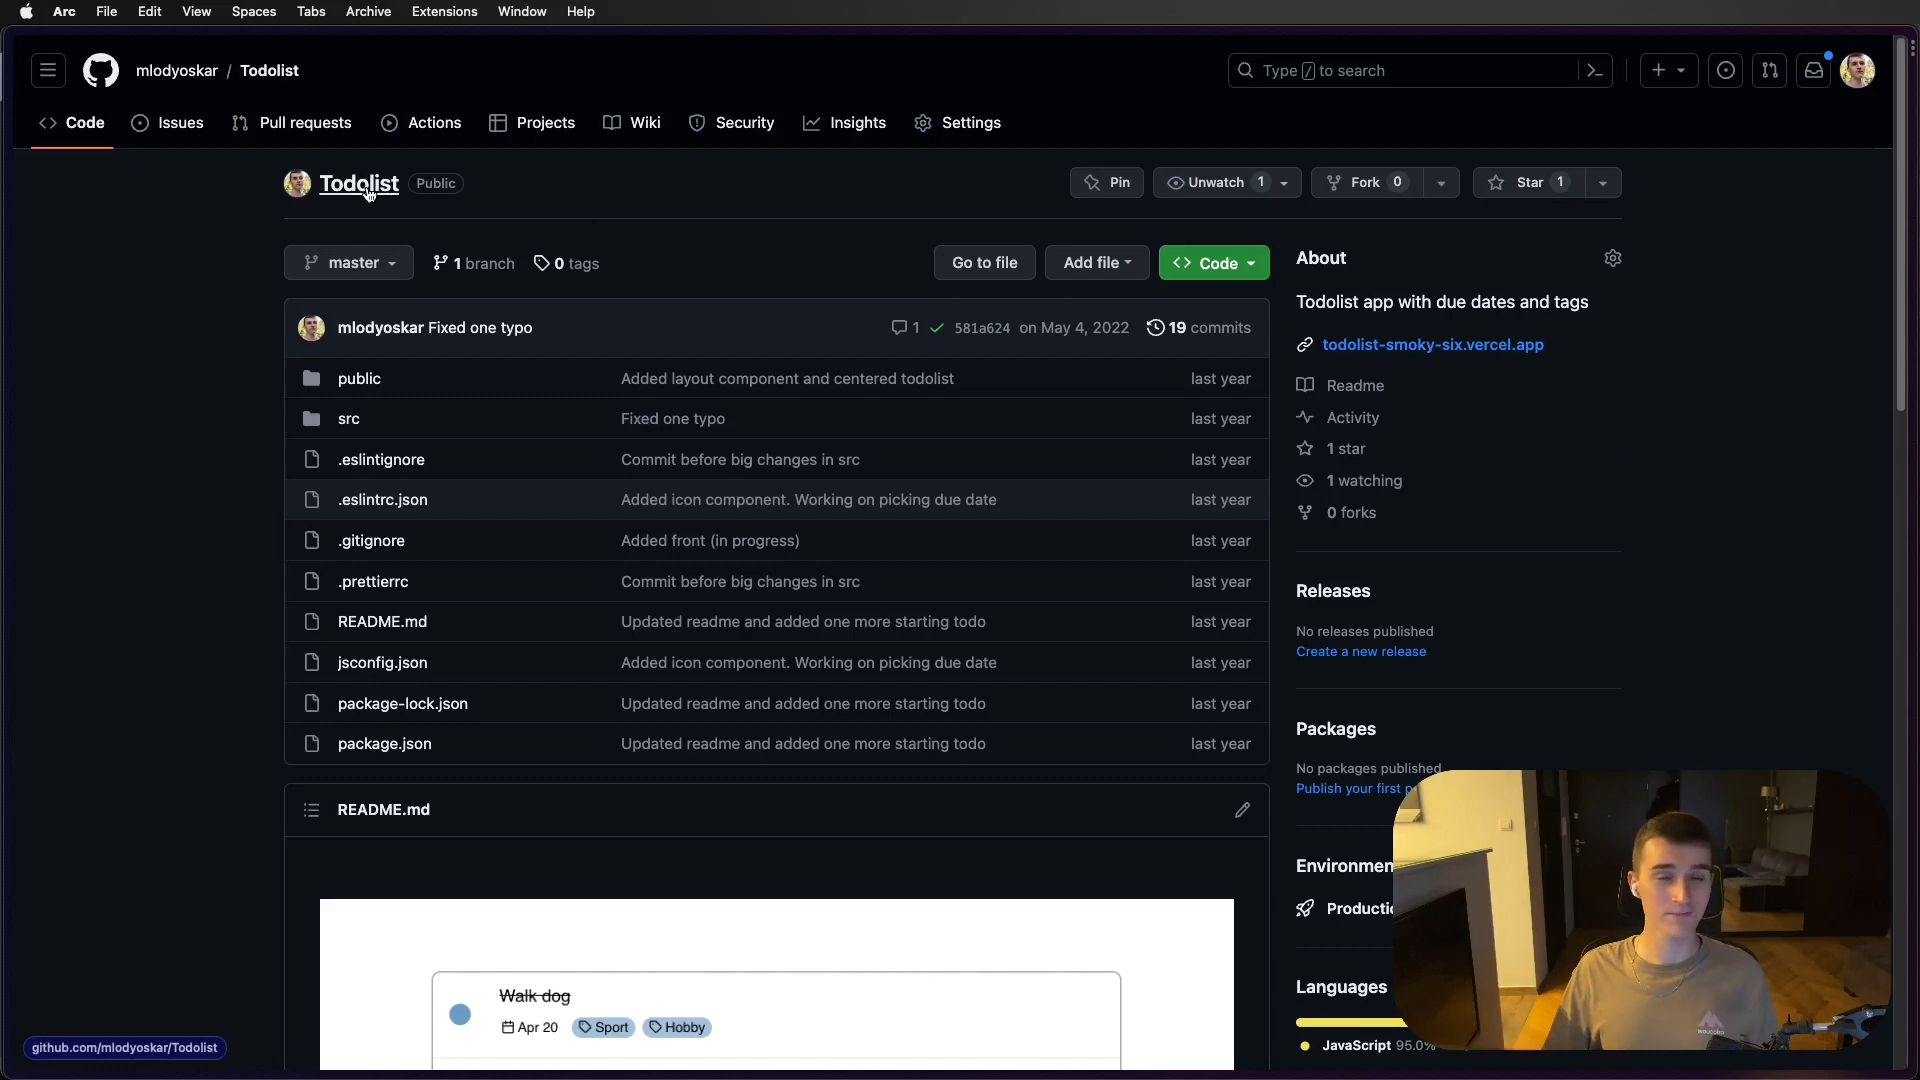 Arc File Edit View Spaces Tabs Archive Extensions Window Help
mlodyoskar / Todolist
Type / to search
Code Issues Pull requests Actions Projects Wiki Security Insights Settings
Todolist Public
Pin Unwatch 1 Fork 0 Star 1
master 1 branch 0 tags
Go to file Add file Code
mlodyoskar Fixed one typo 1 581a624 on May 4, 2022 19 commits
public Added layout component and centered todolist last year
src Fixed one typo last year
.eslintignore Commit before big changes in src last year
.eslintrc.json Added icon component. Working on picking due date last year
.gitignore Added front (in progress) last year
.prettierrc Commit before big changes in src last year
README.md Updated readme and added one more starting todo last year
jsconfig.json Added icon component. Working on picking due date last year
package-lock.json Updated readme and added one more starting todo last year
package.json Updated readme and added one more starting todo last year
README.md
Walk dog
Apr 20 Sport Hobby
About
Todolist app with due dates and tags
todolist-smoky-six.vercel.app
Readme
Activity
1 star
1 watching
0 forks
Releases
No releases published
Create a new release
Packages
No packages published
Publish your first p
Environmen
Productio
Languages
JavaScript 95.0%
github.com/mlodyoskar/Todolist